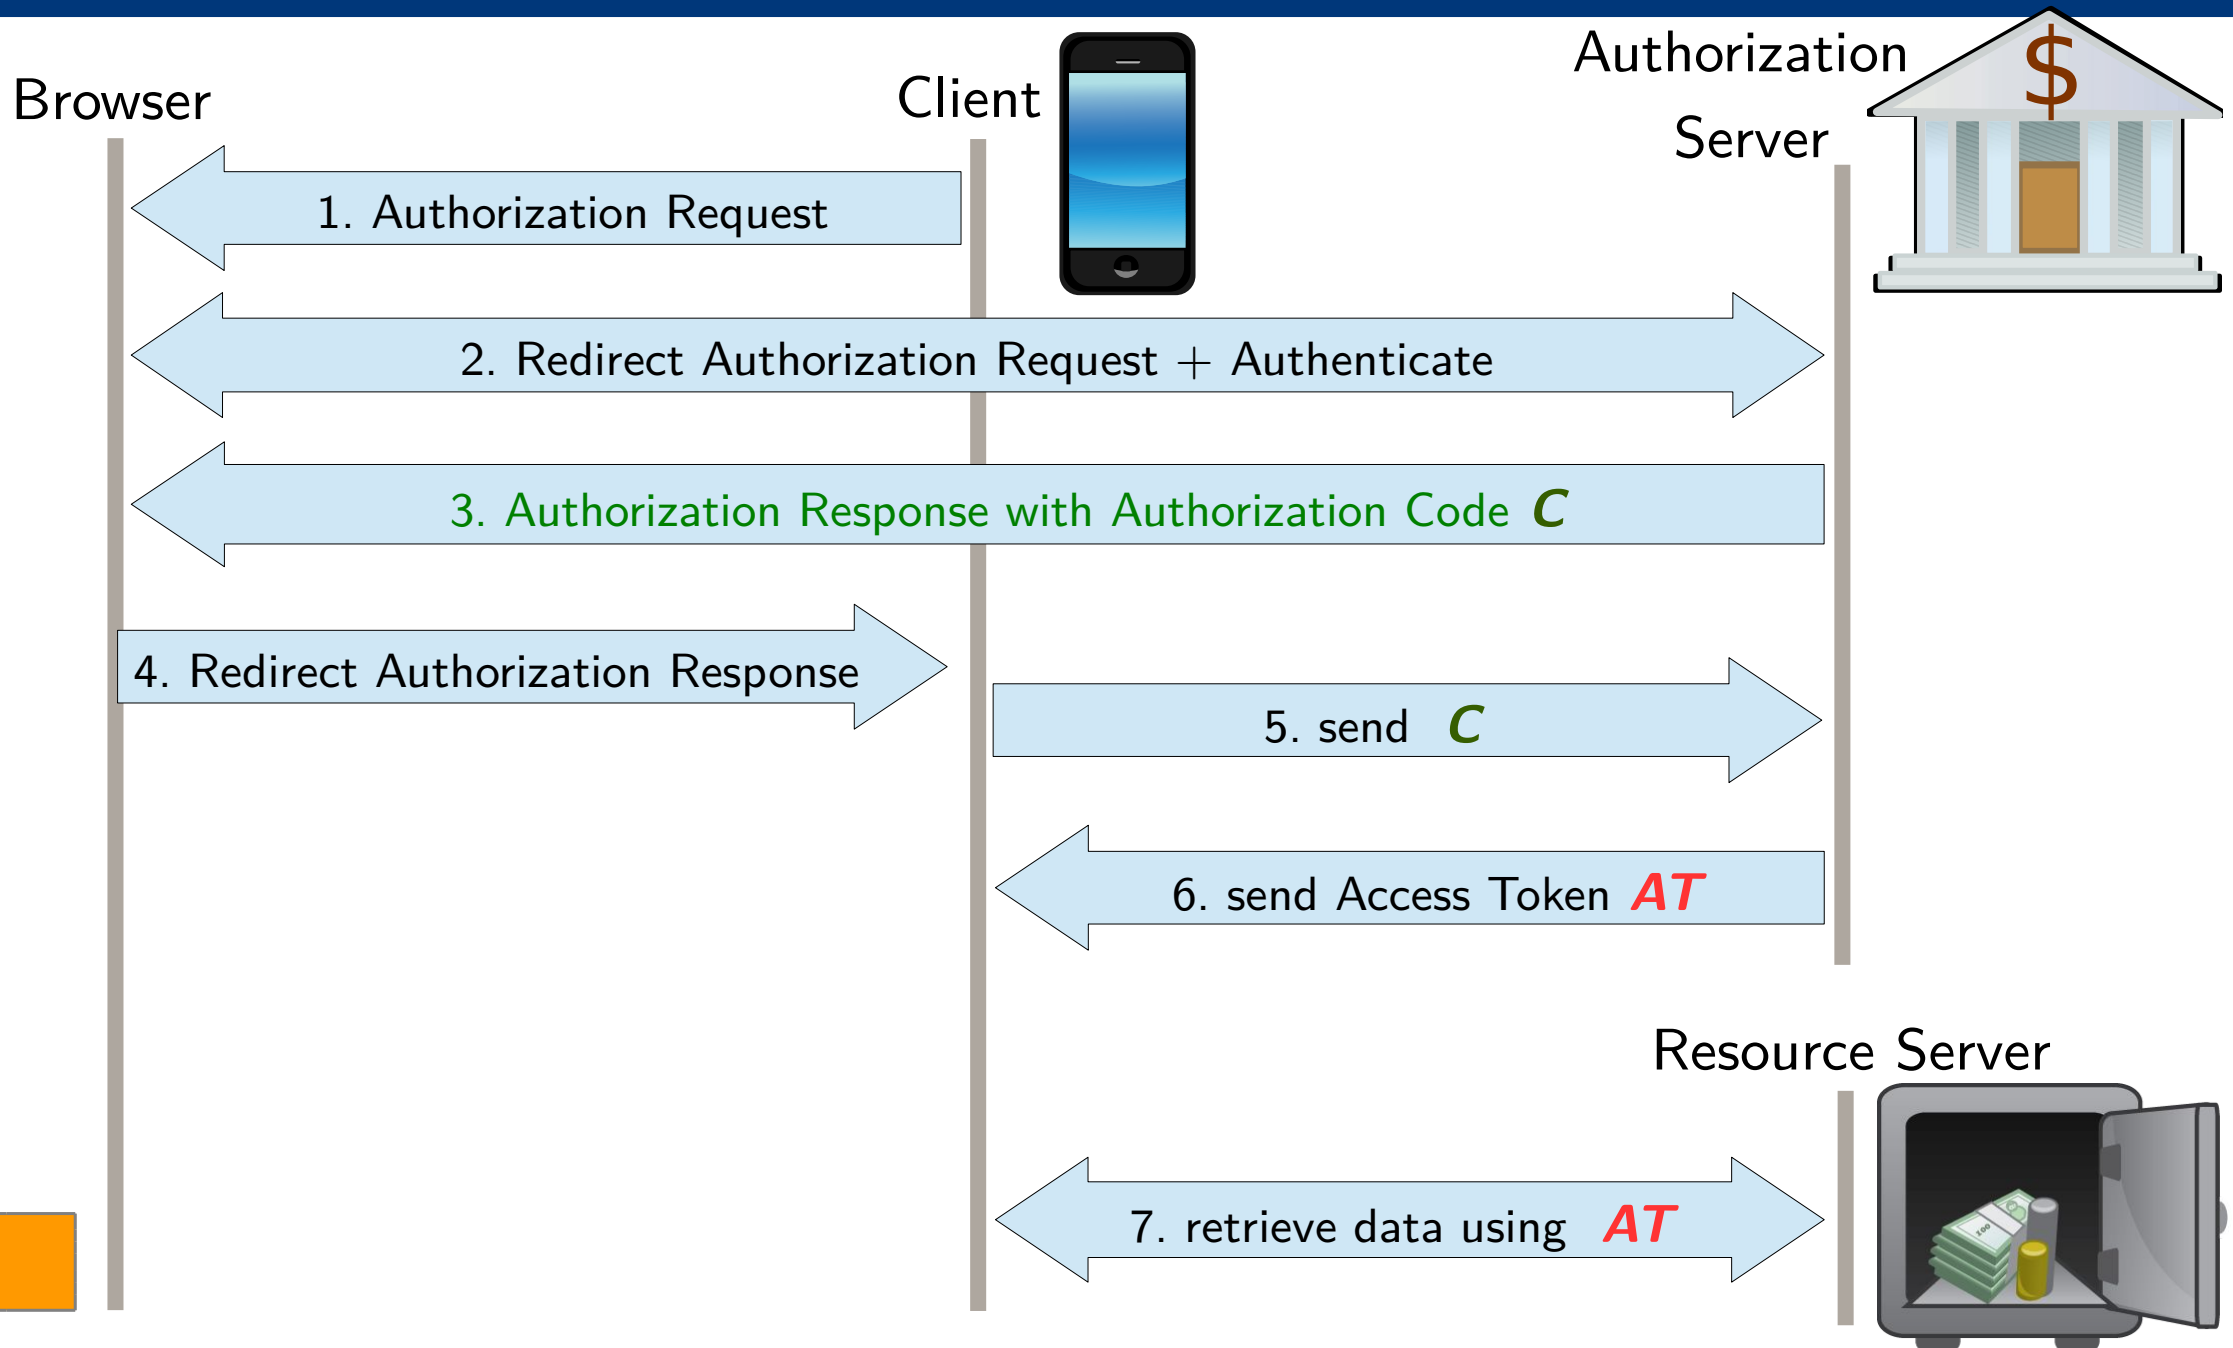 Browser
Client
Authorization
Server
$
1. Authorization Request
2. Redirect Authorization Request + Authenticate
3. Authorization Response with Authorization Code C
4. Redirect Authorization Response
5. send C
6. send Access Token AT
Resource Server
7. retrieve data using AT
100